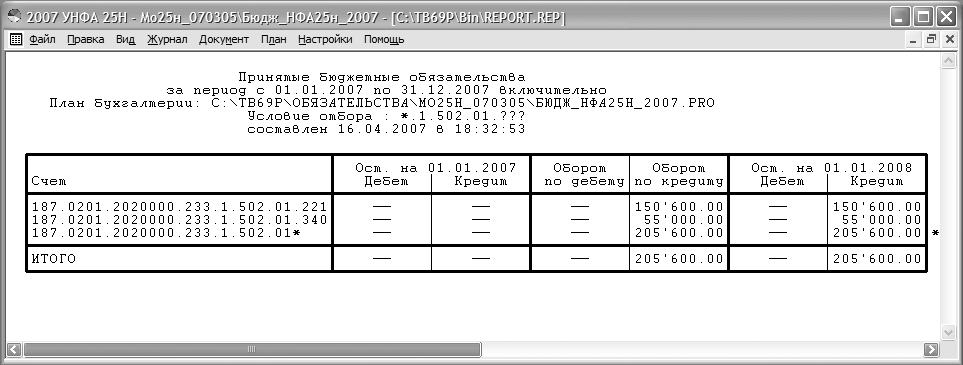 2007 УНФА 25Н - Мо25н_070305\Бюдж_НФА25н_2007 - [C:\TB69P\Bin\REPORT.REP]
Файл Правка Вид Журнал Документ План Настройки Помощь
Принятые бюджетные обязательства
за период с 01.01.2007 по 31.12.2007 включительно
План бухгалтерии: C:\TB69P\ОБЯЗАТЕЛЬСТВА\МО25Н_070305\БЮДЖ_НФА25Н_2007.PRO
Условие отбора : *.1.502.01.???
составлен 16.04.2007 в 18:32:53
Ост. на 01.01.2007 Оборот Оборот Ост. на 01.01.2008
Счет Дебет Кредит по дебету по кредиту Дебет Кредит
187.0201.2020000.233.1.502.01.221 — — — 150'600.00 — 150'600.00
187.0201.2020000.233.1.502.01.340 — — — 55'000.00 — 55'000.00
187.0201.2020000.233.1.502.01* — — — 205'600.00 — 205'600.00 *
ИТОГО — — — 205'600.00 — 205'600.00